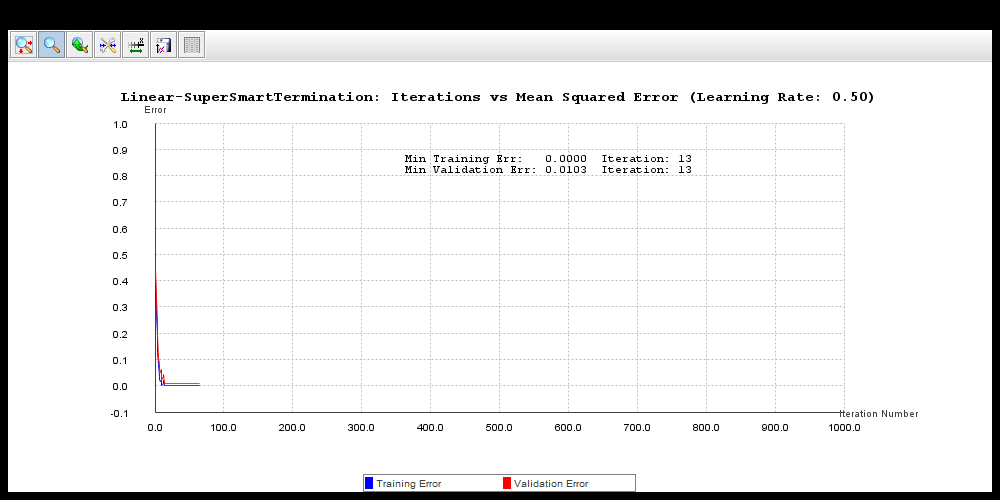 Linear-SuperSmartTermination: Iterations vs Mean Squared Error (Learning Rate: 0.50)
Error
1.0
0.9
Min Training Err: 0.0000 Iteration: 13
Min Validation Err: 0.0103 Iteration: 13
0.8
0.7
0.6
0.5
0.4
0.3
0.2
0.1
0.0
-0.1
Iteration Number
0.0 100.0 200.0 300.0 400.0 500.0 600.0 700.0 800.0 900.0 1000.0
Training Error Validation Error